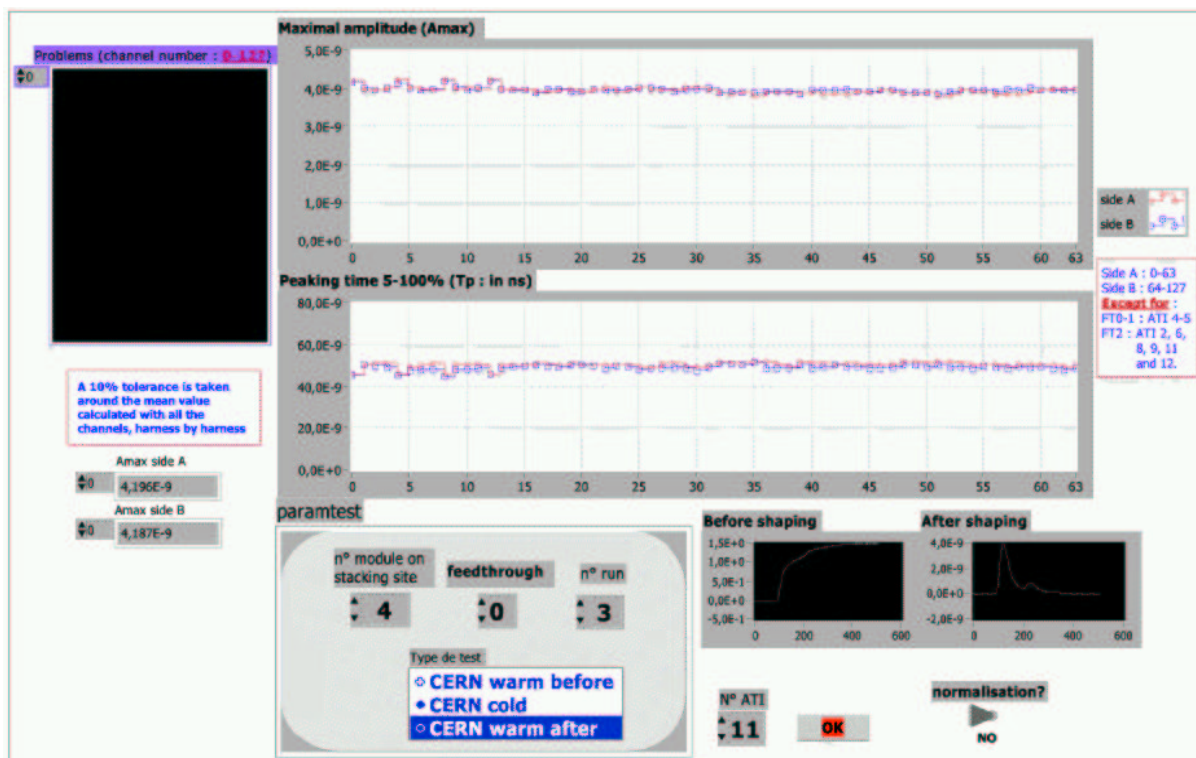 Problems (channel number : 0-127)
0
Maximal amplitude (Amax)
5,0E-9
4,0E-9
3,0E-9
2,0E-9
1,0E-9
0,0E+0
0 5 10 15 20 25 30 35 40 45 50 55 60 63
side A
side B
Peaking time 5-100% (Tp : in ns)
80,0E-9
60,0E-9
40,0E-9
20,0E-9
0,0E+0
0 5 10 15 20 25 30 35 40 45 50 55 60 63
Side A : 0-63
Side B : 64-127
Except for :
FT0-1 : ATI 4-5
FT2 : ATI 2, 6,
8, 9, 11
and 12.
A 10% tolerance is taken
around the mean value
calculated with all the
channels, harness by harness
Amax side A
0 4,196E-9
Amax side B
0 4,187E-9
paramtest
n° module on
stacking site
4
feedthrough
0
n° run
3
Type de test
CERN warm before
CERN cold
CERN warm after
Before shaping
1,5E+0
1,0E+0
5,0E-1
0,0E+0
-5,0E-1
0 200 400 600
After shaping
4,0E-9
2,0E-9
0,0E+0
-2,0E-9
0 200 400 600
N° ATI
11
OK
normalisation?
NO